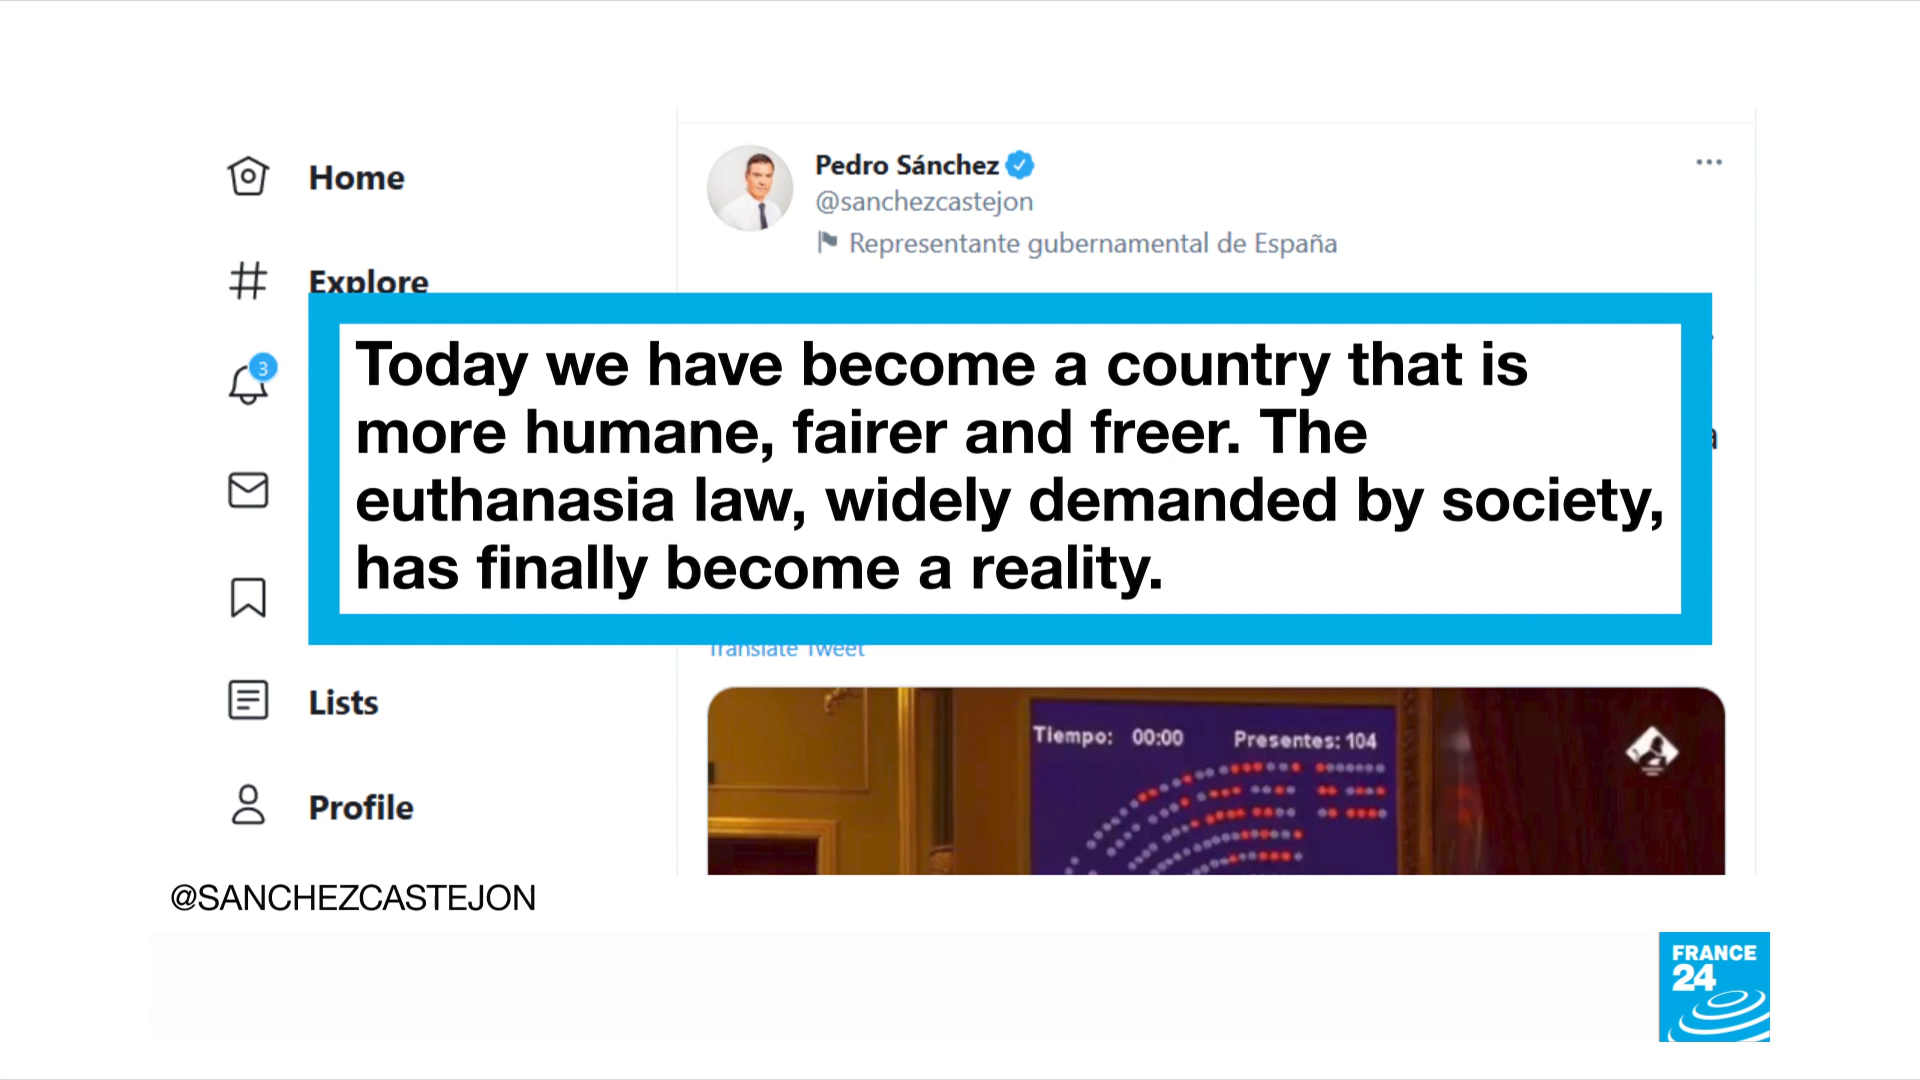 Home
Explore
3
Lists
Profile
Pedro Sánchez
@sanchezcastejon
Representante gubernamental de España
Today we have become a country that is
more humane, fairer and freer. The
euthanasia law, widely demanded by society,
has finally become a reality.
Translate Tweet
Tiempo: 00:00 Presentes: 104
@SANCHEZCASTEJON
FRANCE
24